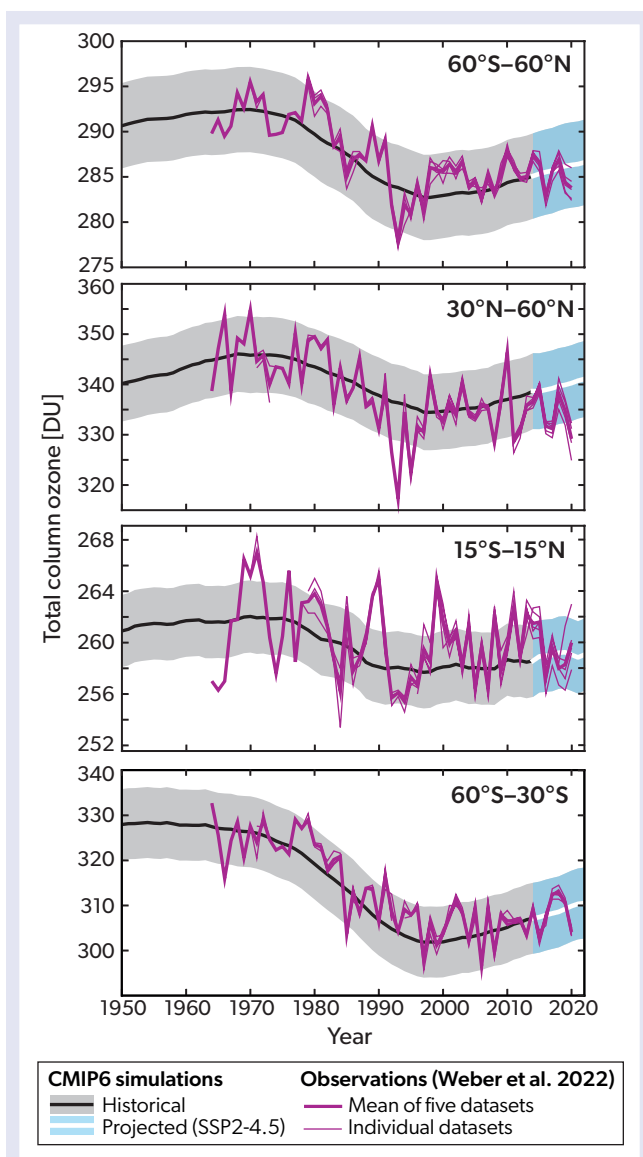 300
295
290
285
280
275
60°S–60°N
360
350
340
330
320
30°N–60°N
268
264
260
256
252
15°S–15°N
340
330
320
310
300
60°S–30°S
Total column ozone [DU]
1950 1960 1970 1980 1990 2000 2010 2020
Year
CMIP6 simulations
Historical
Projected (SSP2-4.5)
Observations (Weber et al. 2022)
Mean of five datasets
Individual datasets